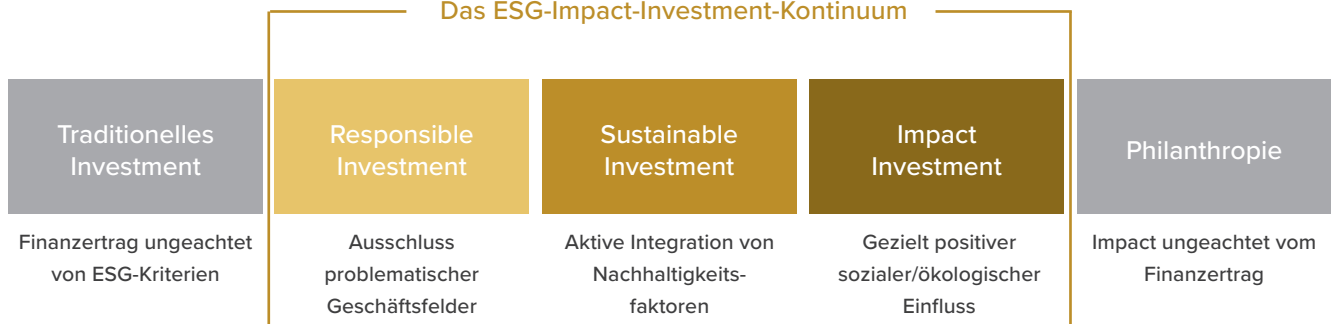 Das ESG-Impact-Investment-Kontinuum
Traditionelles
Investment
Responsible
Investment
Sustainable
Investment
Impact
Investment
Philanthropie
Finanzertrag ungeachtet
von ESG-Kriterien
Ausschluss
problematischer
Geschäftsfelder
Aktive Integration von
Nachhaltigkeits-
faktoren
Gezielt positiver
sozialer/ökologischer
Einfluss
Impact ungeachtet vom
Finanzertrag